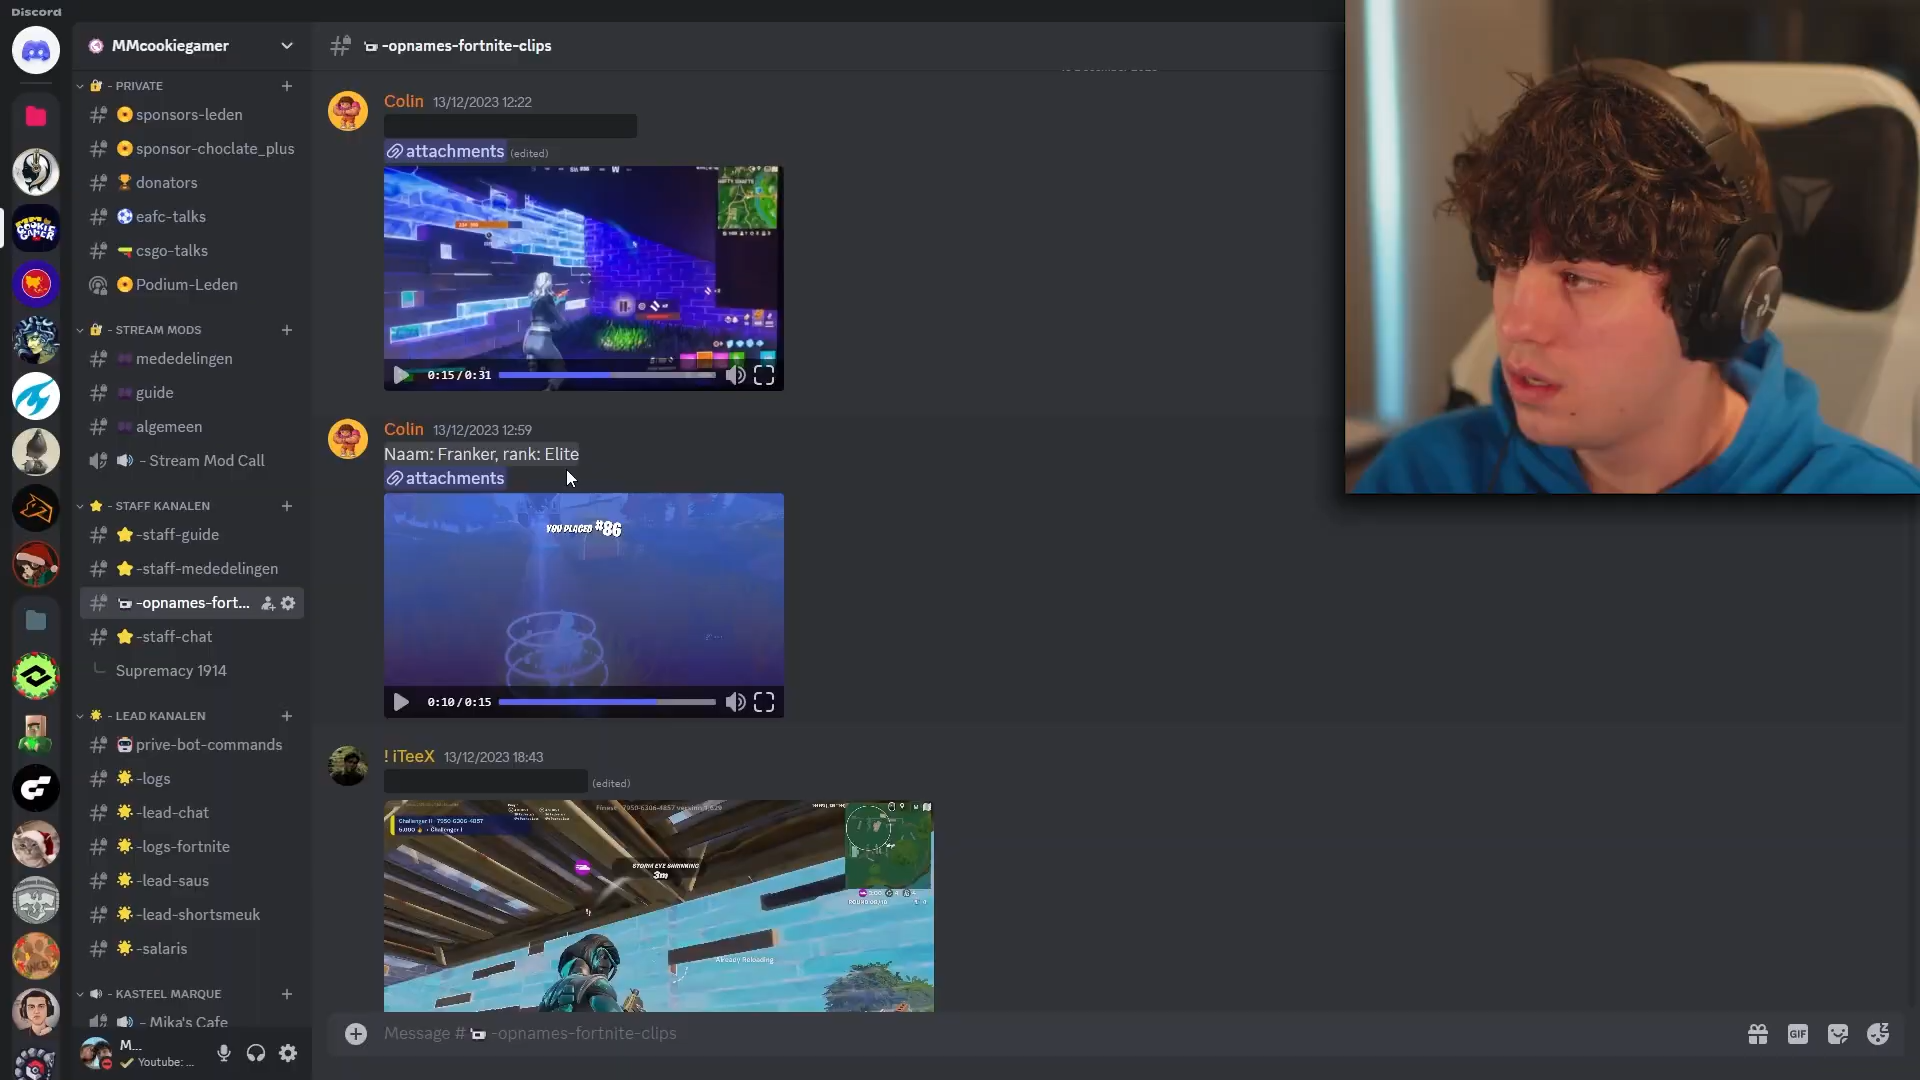 Discord
MMcookiegamer
- PRIVATE
sponsors-leden
sponsor-choclate_plus
donators
eafc-talks
csgo-talks
Podium-Leden
- STREAM MODS
mededelingen
guide
algemeen
- Stream Mod Call
- STAFF KANALEN
-staff-guide
-staff-mededelingen
-opnames-fort...
-staff-chat
Supremacy 1914
- LEAD KANALEN
prive-bot-commands
-logs
-lead-chat
-logs-fortnite
-lead-saus
-lead-shortsmeuk
-salaris
- KASTEEL MARQUE
- Mika's Cafe
M...
Youtube: ...
-opnames-fortnite-clips
Colin 13/12/2023 12:22
attachments (edited)
0:15/0:31
Colin 13/12/2023 12:59
Naam: Franker, rank: Elite
attachments
YOU PLACED #86
0:10/0:15
! iTeeX 13/12/2023 18:43
(edited)
STORM EYE SHRINKING
3m
Already Reloading
Message # -opnames-fortnite-clips
GIF